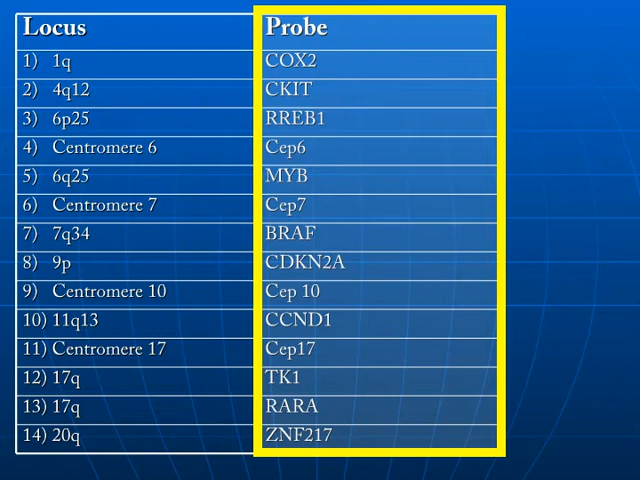 Locus Probe
1) 1q COX2
2) 4q12 CKIT
3) 6p25 RREB1
4) Centromere 6 Cep6
5) 6q25 MYB
6) Centromere 7 Cep7
7) 7q34 BRAF
8) 9p CDKN2A
9) Centromere 10 Cep 10
10) 11q13 CCND1
11) Centromere 17 Cep17
12) 17q TK1
13) 17q RARA
14) 20q ZNF217